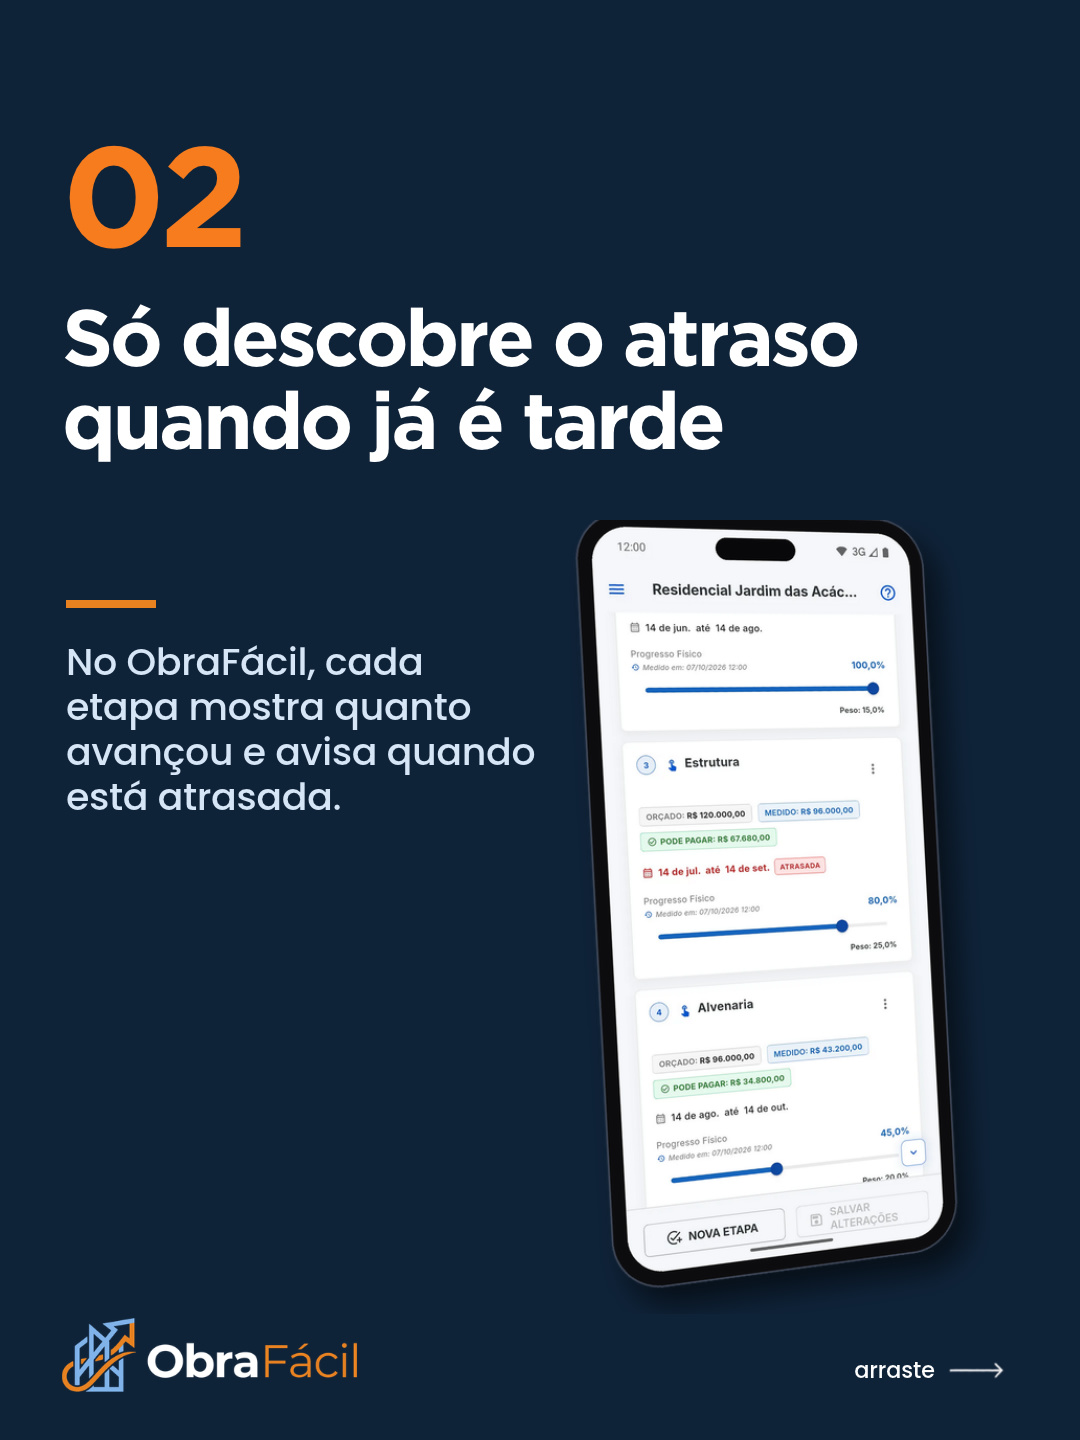 02
Só descobre o atraso
quando já é tarde
No ObraFácil, cada
etapa mostra quanto
avançou e avisa quando
está atrasada.
12:00
3G
Residencial Jardim das Acác...
14 de jun. até 14 de ago.
Progresso Físico
Medido em: 07/10/2026 12:00
100,0%
Peso: 15,0%
3
Estrutura
ORÇADO: R$ 120.000,00
MEDIDO: R$ 96.000,00
PODE PAGAR: R$ 67.680,00
14 de jul. até 14 de set.
ATRASADA
Progresso Físico
Medido em: 07/10/2026 12:00
80,0%
Peso: 25,0%
4
Alvenaria
ORÇADO: R$ 96.000,00
MEDIDO: R$ 43.200,00
PODE PAGAR: R$ 34.800,00
14 de ago. até 14 de out.
Progresso Físico
Medido em: 07/10/2026 12:00
45,0%
Peso: 20,0%
NOVA ETAPA
SALVAR
ALTERAÇÕES
ObraFácil
arraste